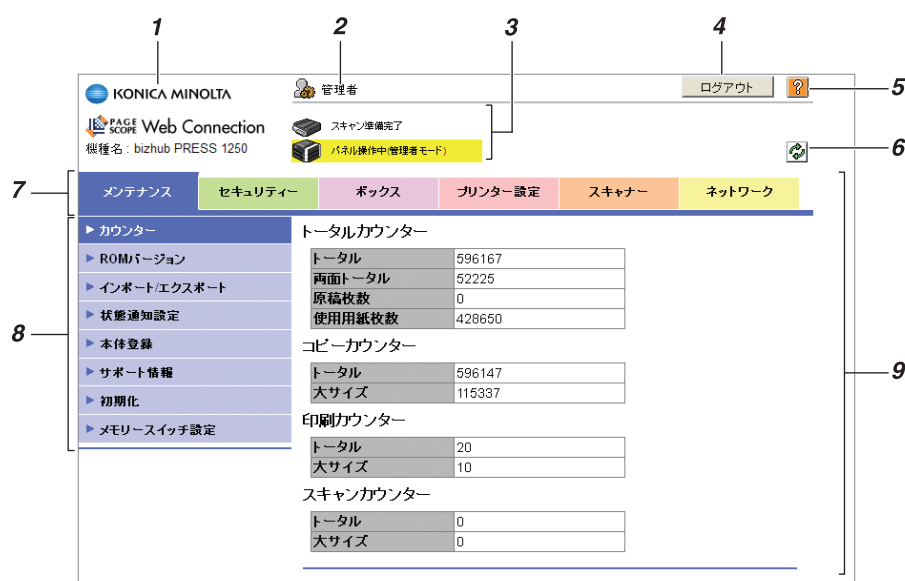 1 2 3 4
KONICA MINOLTA
管理者
ログアウト
?
5
PAGE SCOPE Web Connection
スキャン準備完了
機種名 : bizhub PRESS 1250
パネル操作中(管理者モード)
6
7
メンテナンス セキュリティー ボックス プリンター設定 スキャナー ネットワーク
カウンター
ROMバージョン
インポート/エクスポート
状態通知設定
本体登録
サポート情報
初期化
メモリースイッチ設定
8
トータルカウンター
トータル 596167
両面トータル 52225
原稿枚数 0
使用用紙枚数 428650
コピーカウンター
トータル 596147
大サイズ 115337
印刷カウンター
トータル 20
大サイズ 10
スキャンカウンター
トータル 0
大サイズ 0
9